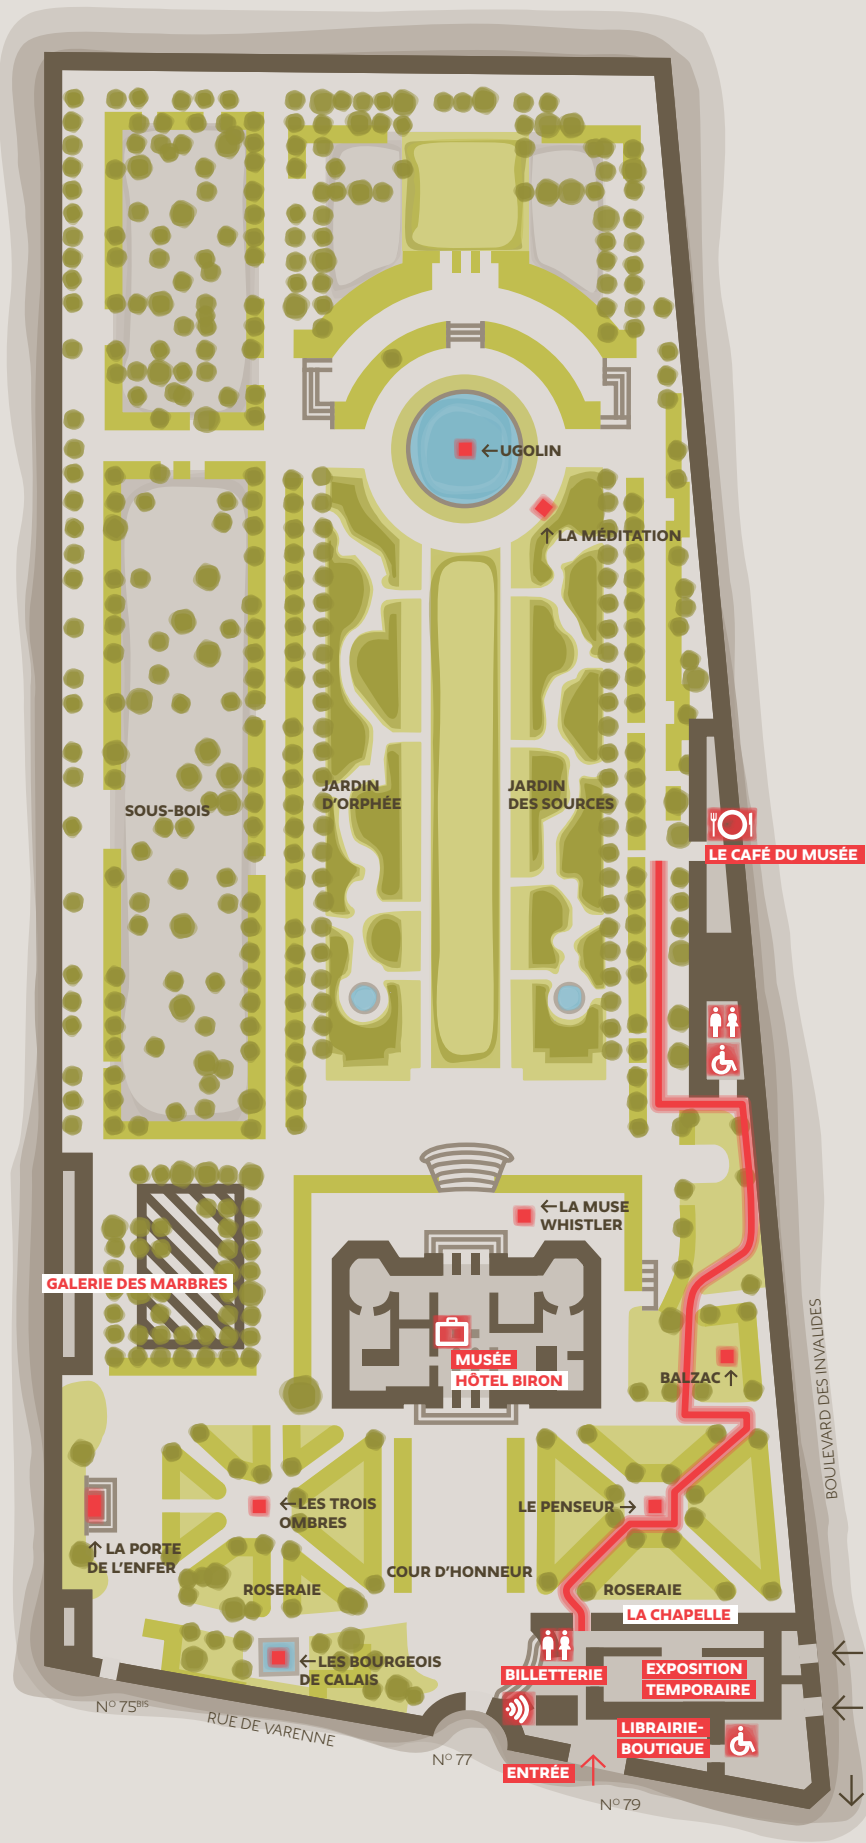 ← UGOLIN
↑ LA MÉDITATION
JARDIN
D'ORPHÉE
JARDIN
DES SOURCES
SOUS-BOIS
LE CAFÉ DU MUSÉE
← LA MUSE
WHISTLER
GALERIE DES MARBRES
MUSÉE
HÔTEL BIRON
BALZAC ↑
BOULEVARD DES INVALIDES
← LES TROIS
OMBRES
LE PENSEUR →
↑ LA PORTE
DE L'ENFER
COUR D'HONNEUR
ROSERAIE
ROSERAIE
LA CHAPELLE
← LES BOURGEOIS
DE CALAIS
BILLETTERIE
EXPOSITION
TEMPORAIRE
LIBRAIRIE-
BOUTIQUE
N° 75BIS
RUE DE VARENNE
N° 77
ENTRÉE
N° 79